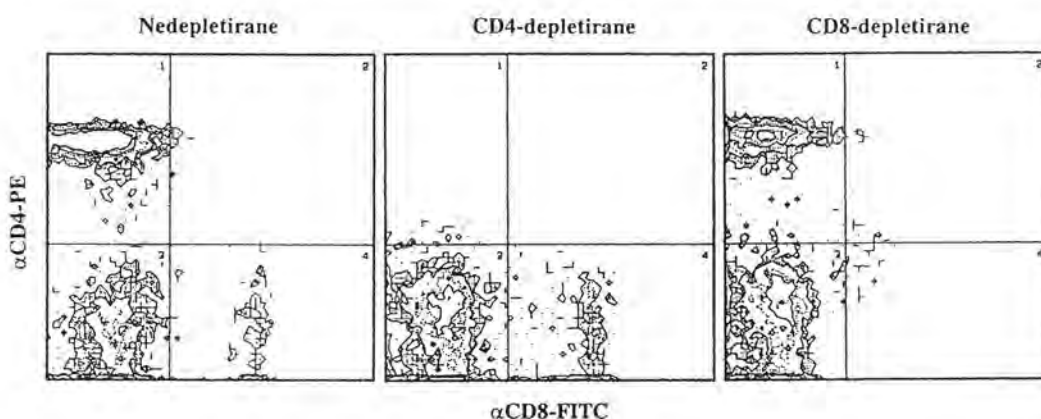 Nedepletirane CD4-depletirane CD8-depletirane
1 2 1 2 1 2
αCD4-PE
3 4 2 4 3 4
αCD8-FITC